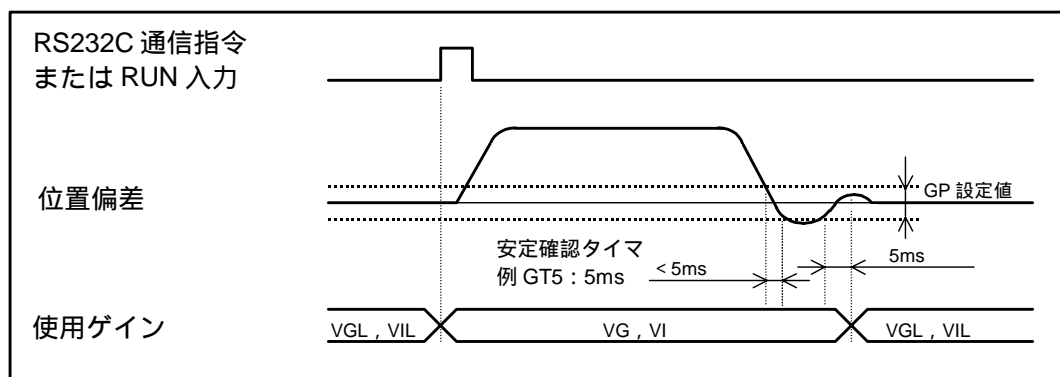 RS232C 通信指令
または RUN 入力
位置偏差
GP 設定値
安定確認タイマ
例 GT5：5ms
< 5ms
5ms
使用ゲイン
VGL , VIL
VG , VI
VGL , VIL